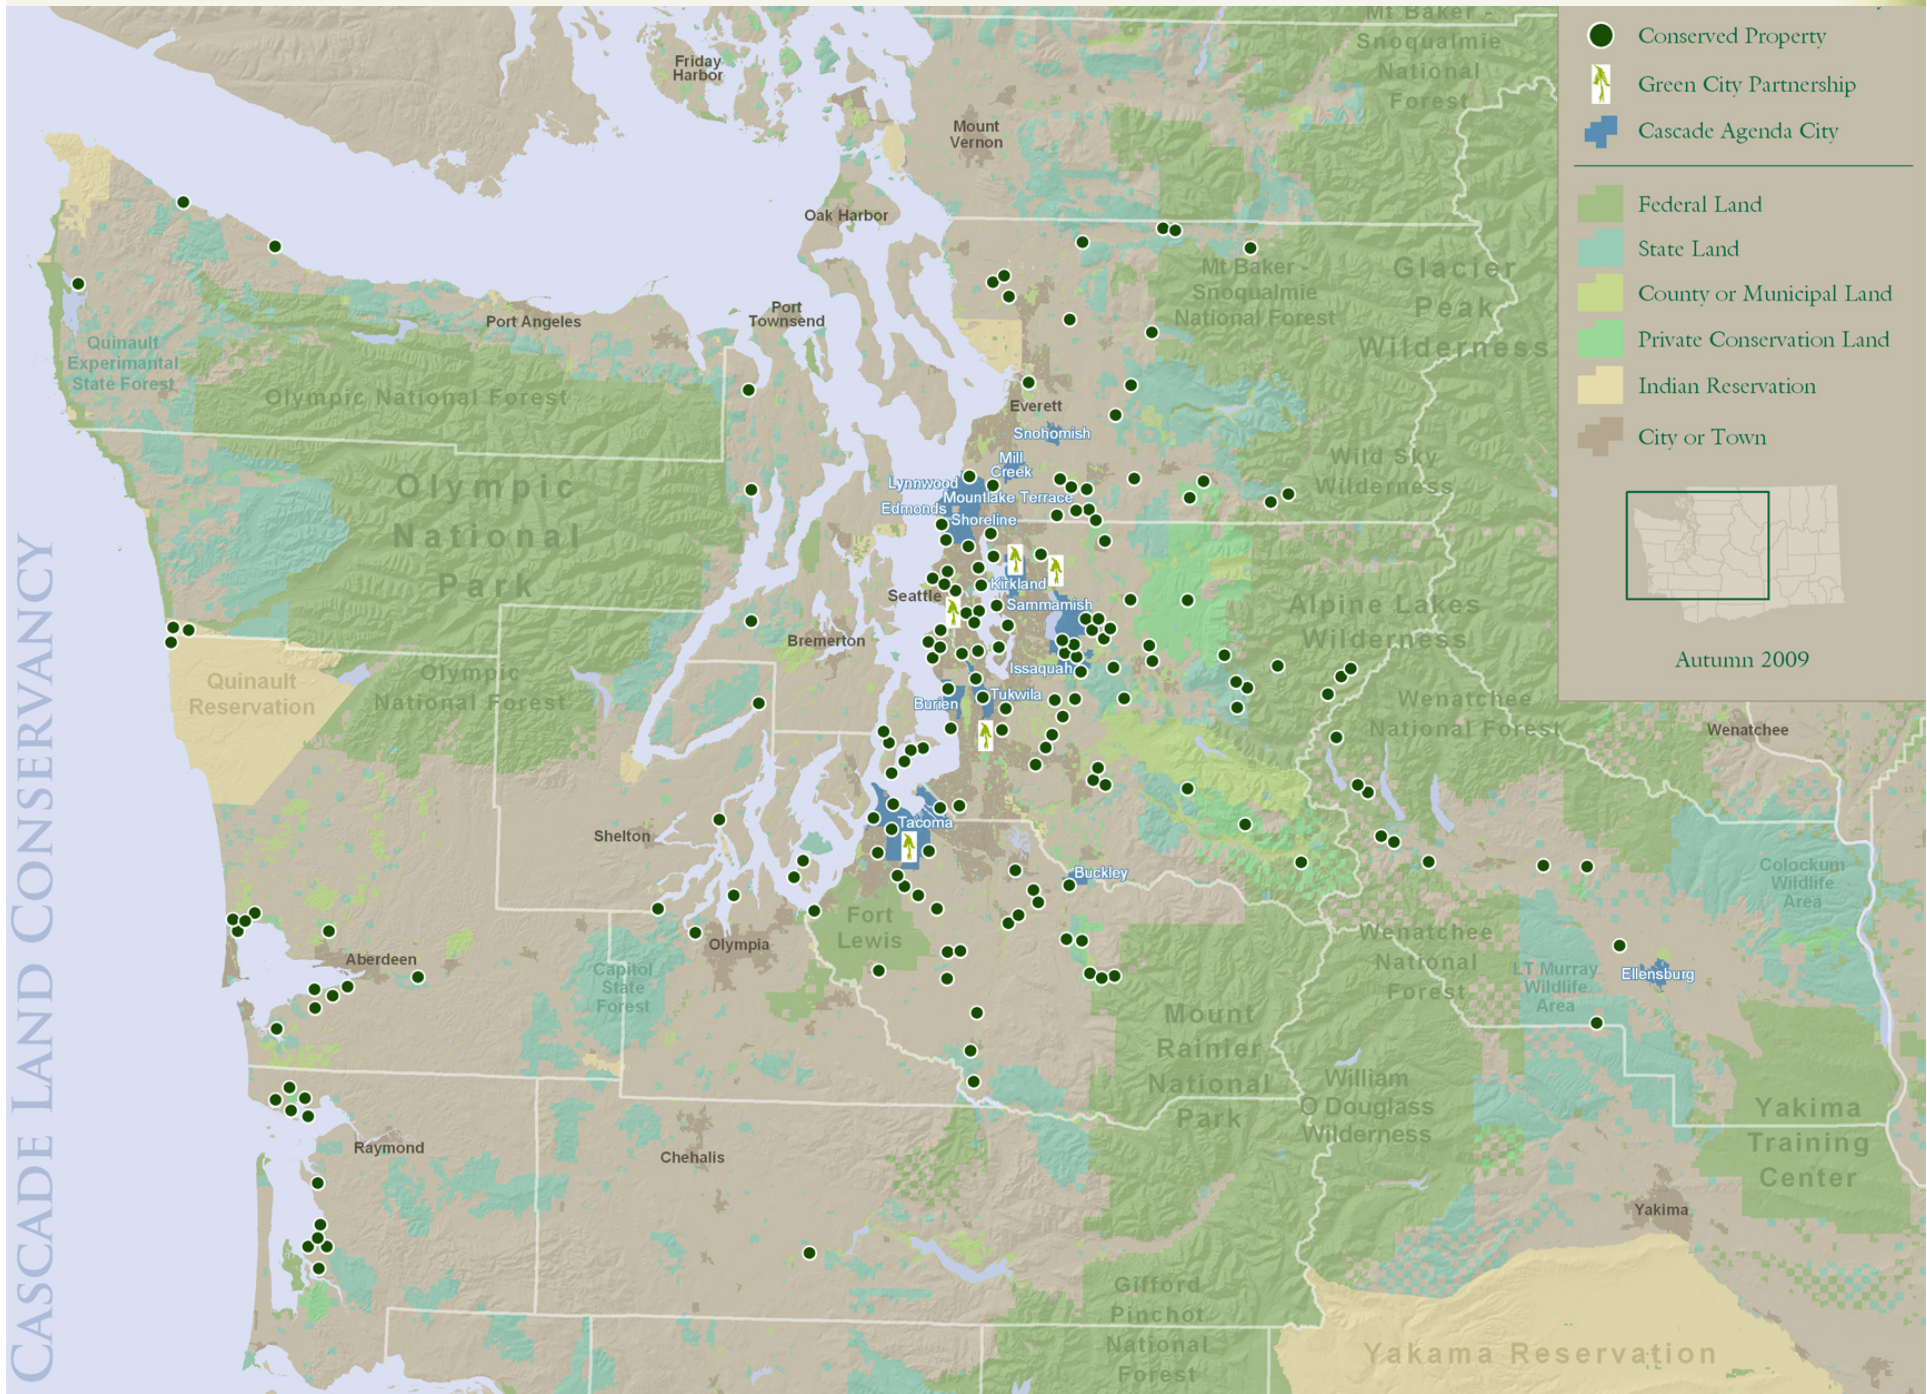 CASCADE LAND CONSERVANCY
Conserved Property
Green City Partnership
Cascade Agenda City
Federal Land
State Land
County or Municipal Land
Private Conservation Land
Indian Reservation
City or Town
Autumn 2009
Mt Baker -
Snoqualmie
National
Forest
Friday
Harbor
Mount
Vernon
Oak Harbor
Port
Townsend
Port Angeles
Quinault
Experimantal
State Forest
Olympic National Forest
Mt Baker -
Snoqualmie
National Forest
Glacier
Peak
Wilderness
Everett
Snohomish
Mill
Creek
Lynnwood
Mountlake Terrace
Edmonds
Shoreline
Wild Sky
Wilderness
Olympic
National
Park
Kirkland
Seattle
Sammamish
Alpine Lakes
Wilderness
Bremerton
Issaquah
Quinault
Reservation
Olympic
National Forest
Burien
Tukwila
Wenatchee
National Forest
Wenatchee
Shelton
Tacoma
Buckley
Colockum
Wildlife
Area
Fort
Lewis
Olympia
Aberdeen
Capitol
State
Forest
Wenatchee
National
Forest
LT Murray
Wildlife
Area
Ellensburg
Mount
Rainier
National
Park
William
O Douglass
Wilderness
Yakima
Training
Center
Raymond
Chehalis
Yakima
Gifford
Pinchot
National
Forest
Yakama Reservation